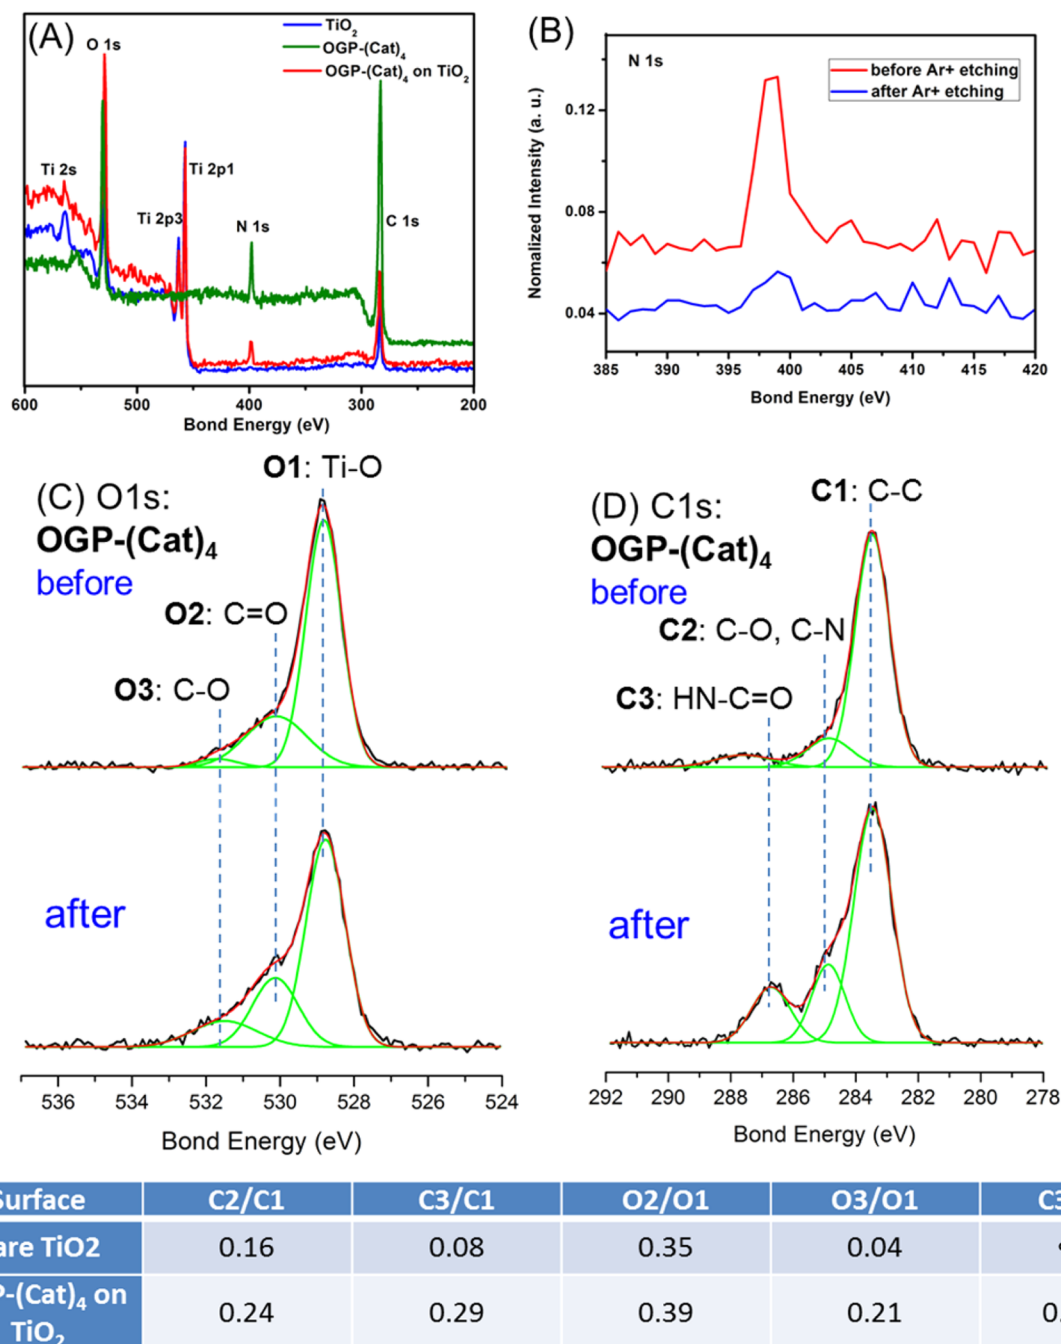 (A)
O 1s
TiO₂
OGP-(Cat)₄
OGP-(Cat)₄ on TiO₂
Ti 2s
Ti 2p3
Ti 2p1
N 1s
C 1s
600 500 400 300 200
Bond Energy (eV)
(B)
N 1s
before Ar+ etching
after Ar+ etching
Nomalized Intensity (a. u.)
0.12
0.08
0.04
385 390 395 400 405 410 415 420
Bond Energy (eV)
(C) O1s:
OGP-(Cat)₄
before
O1: Ti-O
O2: C=O
O3: C-O
after
536 534 532 530 528 526 524
Bond Energy (eV)
(D) C1s:
OGP-(Cat)₄
before
C1: C-C
C2: C-O, C-N
C3: HN-C=O
after
292 290 288 286 284 282 280 278
Bond Energy (eV)
Surface C2/C1 C3/C1 O2/O1 O3/O1 C3
are TiO2 0.16 0.08 0.35 0.04
P-(Cat)₄ on
TiO₂ 0.24 0.29 0.39 0.21 0.